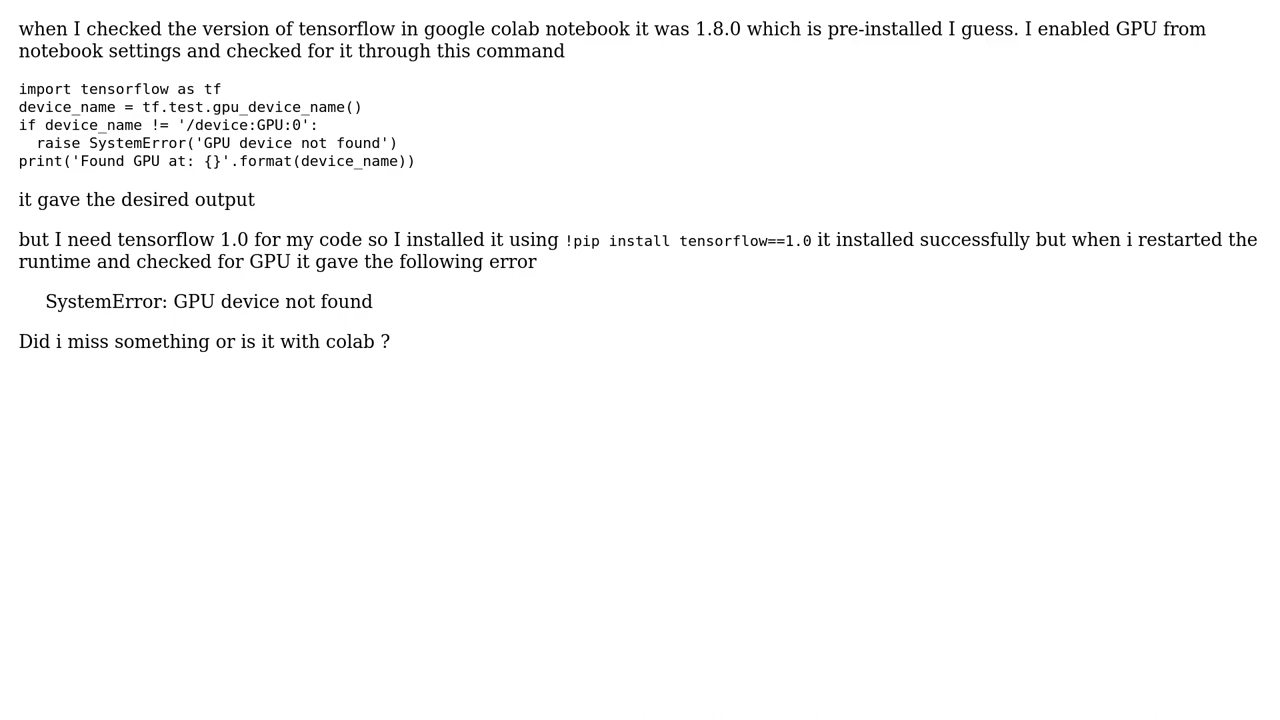 when I checked the version of tensorflow in google colab notebook it was 1.8.0 which is pre-installed I guess. I enabled GPU from
notebook settings and checked for it through this command
import tensorflow as tf
device_name = tf.test.gpu_device_name()
if device_name != '/device:GPU:0':
  raise SystemError('GPU device not found')
print('Found GPU at: {}'.format(device_name))
it gave the desired output
but I need tensorflow 1.0 for my code so I installed it using !pip install tensorflow==1.0 it installed successfully but when i restarted the
runtime and checked for GPU it gave the following error
SystemError: GPU device not found
Did i miss something or is it with colab ?